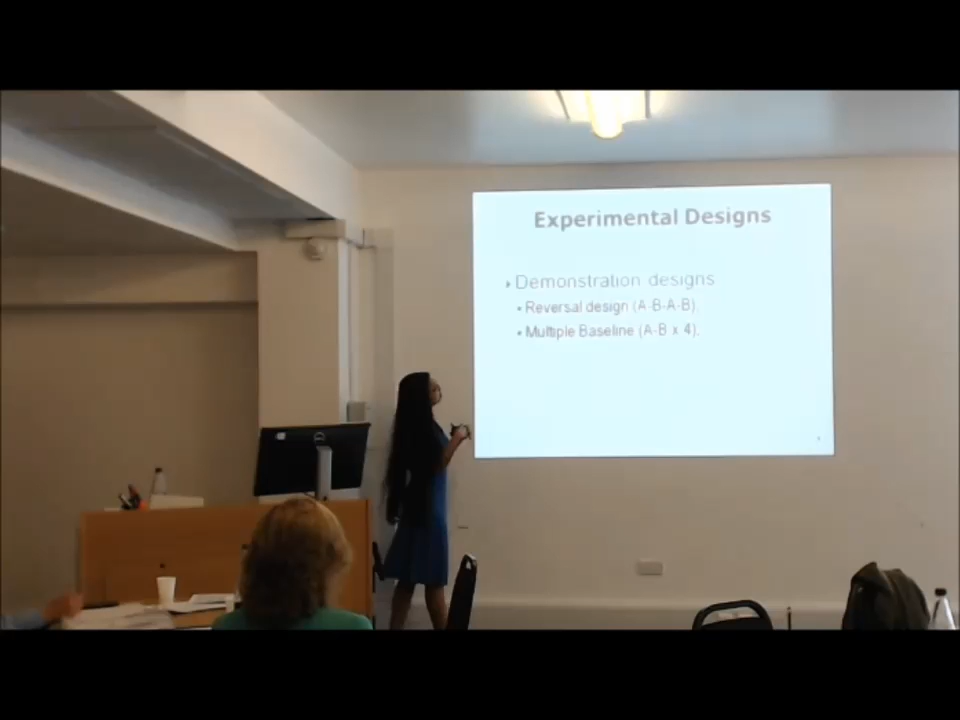 Experimental Designs
Demonstration designs
Reversal design (A-B-A-B)
Multiple Baseline (A-B x 4).